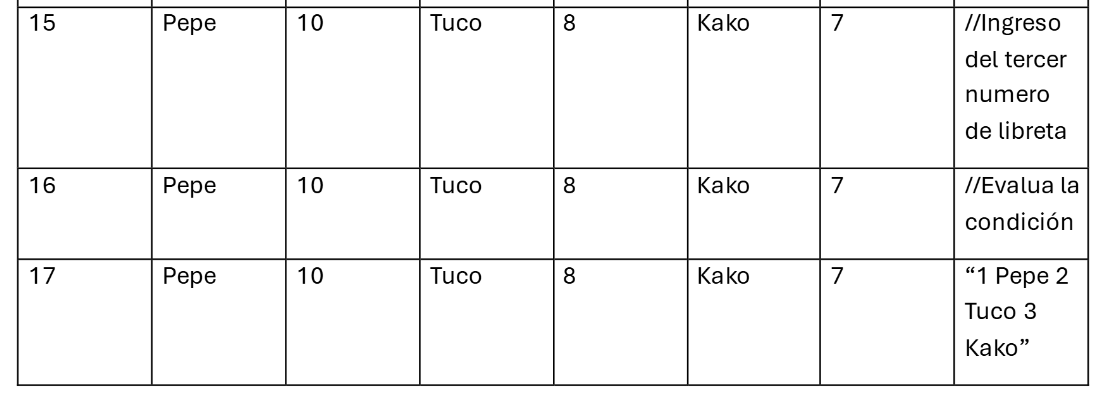 15 Pepe 10 Tuco 8 Kako 7 //Ingreso
del tercer
numero
de libreta
16 Pepe 10 Tuco 8 Kako 7 //Evalua la
condición
17 Pepe 10 Tuco 8 Kako 7 “1 Pepe 2
Tuco 3
Kako”